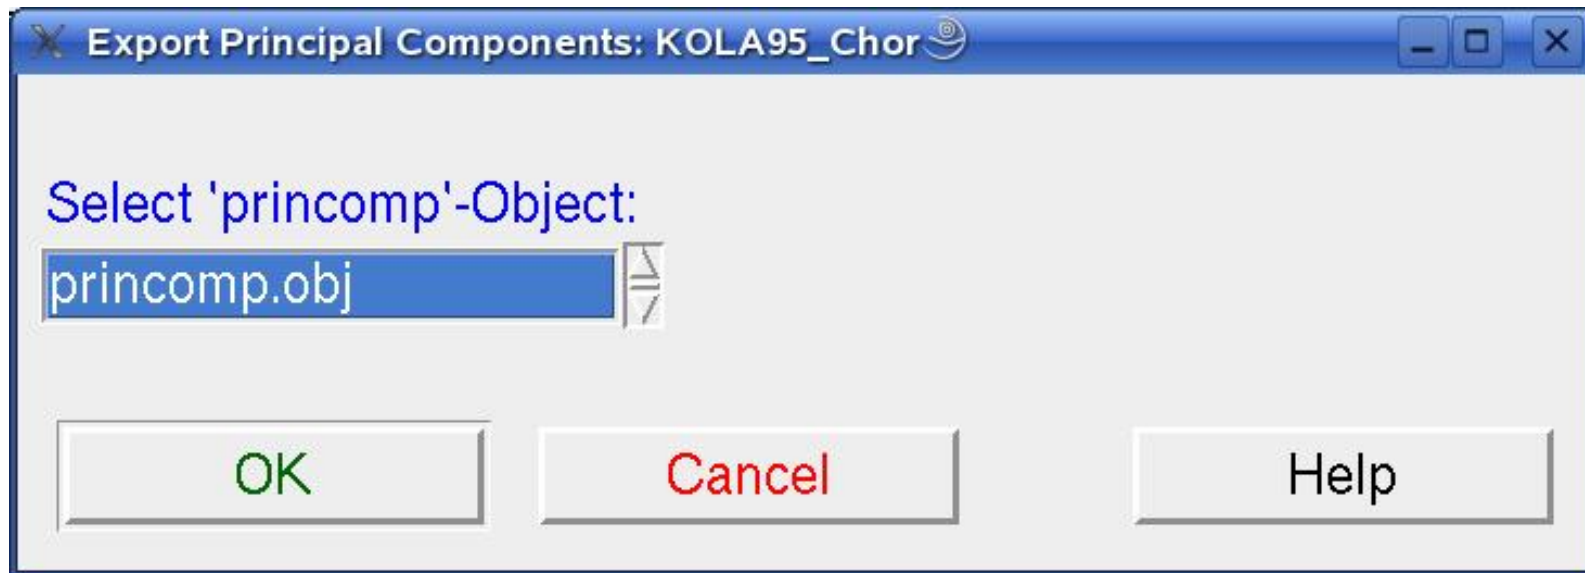 Export Principal Components: KOLA95_Chor
Select 'princomp'-Object:
princomp.obj
OK Cancel Help